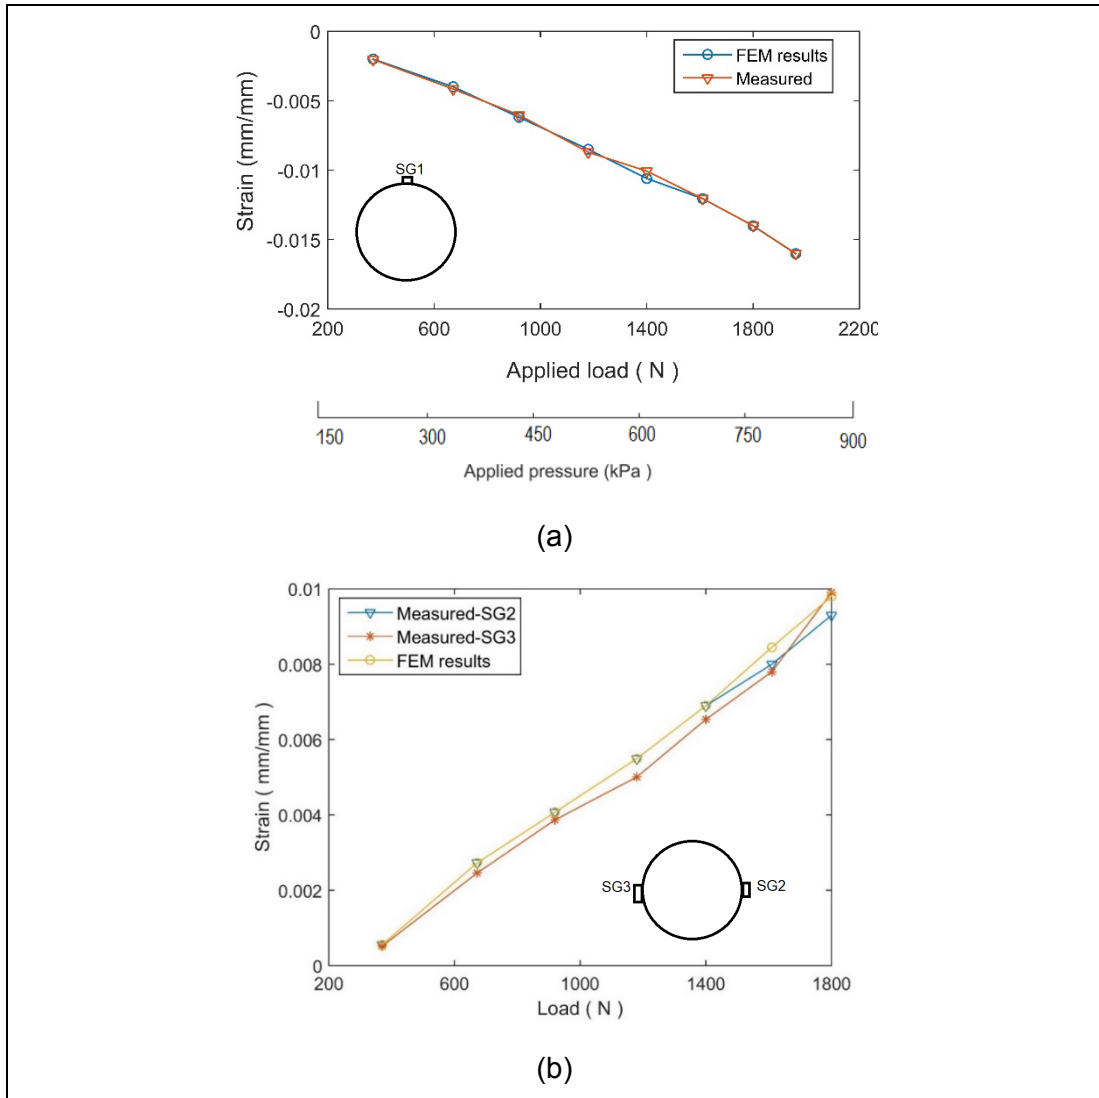 0
-0.005
-0.01
-0.015
-0.02
Strain (mm/mm)
FEM results
Measured
SG1
200 600 1000 1400 1800 2200
Applied load ( N )
150 300 450 600 750 900
Applied pressure (kPa )
(a)
0.01
0.008
0.006
0.004
0.002
0
Strain ( mm/mm)
Measured-SG2
Measured-SG3
FEM results
SG3 SG2
200 600 1000 1400 1800
Load ( N )
(b)